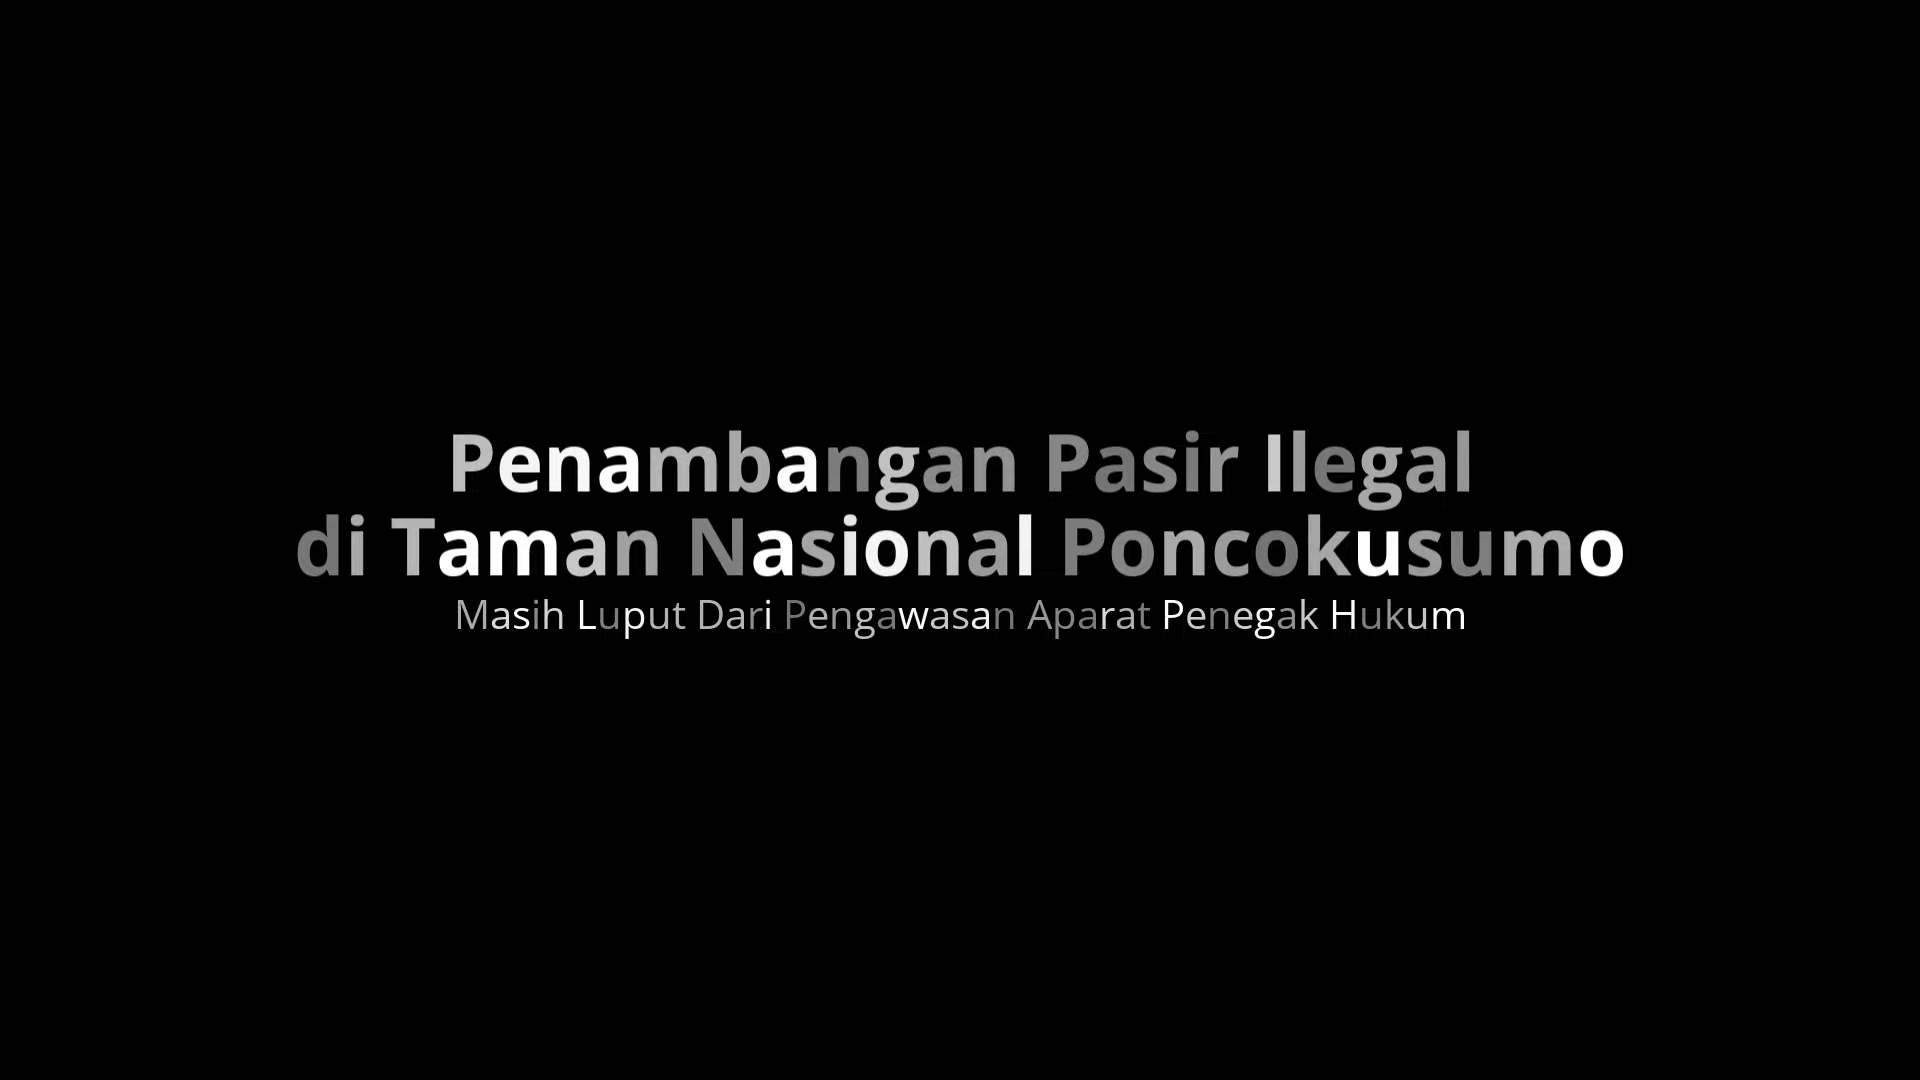 Penambangan Pasir Ilegal
di Taman Nasional Poncokusumo
Masih Luput Dari Pengawasan Aparat Penegak Hukum